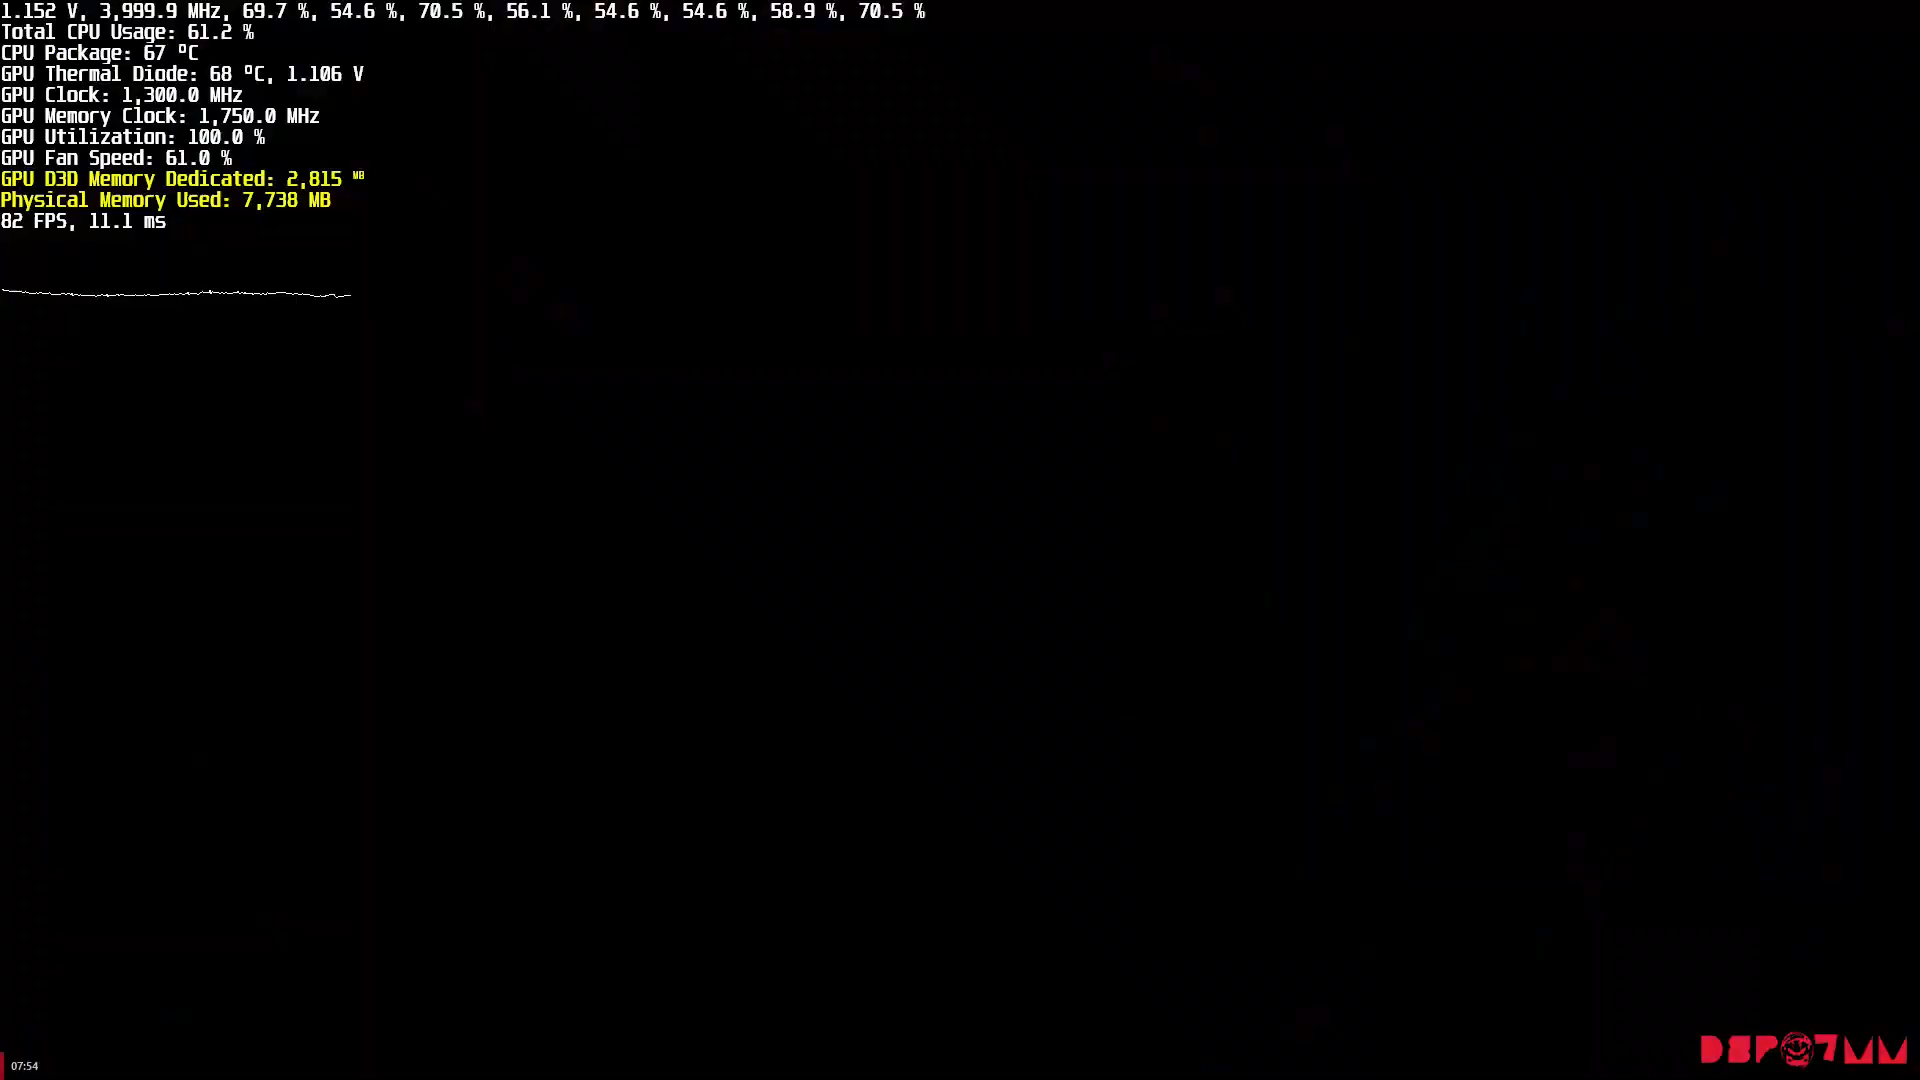 1.152 V, 3,999.9 MHz, 69.7 %, 54.6 %, 70.5 %, 56.1 %, 54.6 %, 54.6 %, 58.9 %, 70.5 %
Total CPU Usage: 61.2 %
CPU Package: 67 ºC
GPU Thermal Diode: 68 ºC, 1.106 V
GPU Clock: 1,300.0 MHz
GPU Memory Clock: 1,750.0 MHz
GPU Utilization: 100.0 %
GPU Fan Speed: 61.0 %
GPU D3D Memory Dedicated: 2,815 MB
Physical Memory Used: 7,738 MB
82 FPS, 11.1 ms
07:54